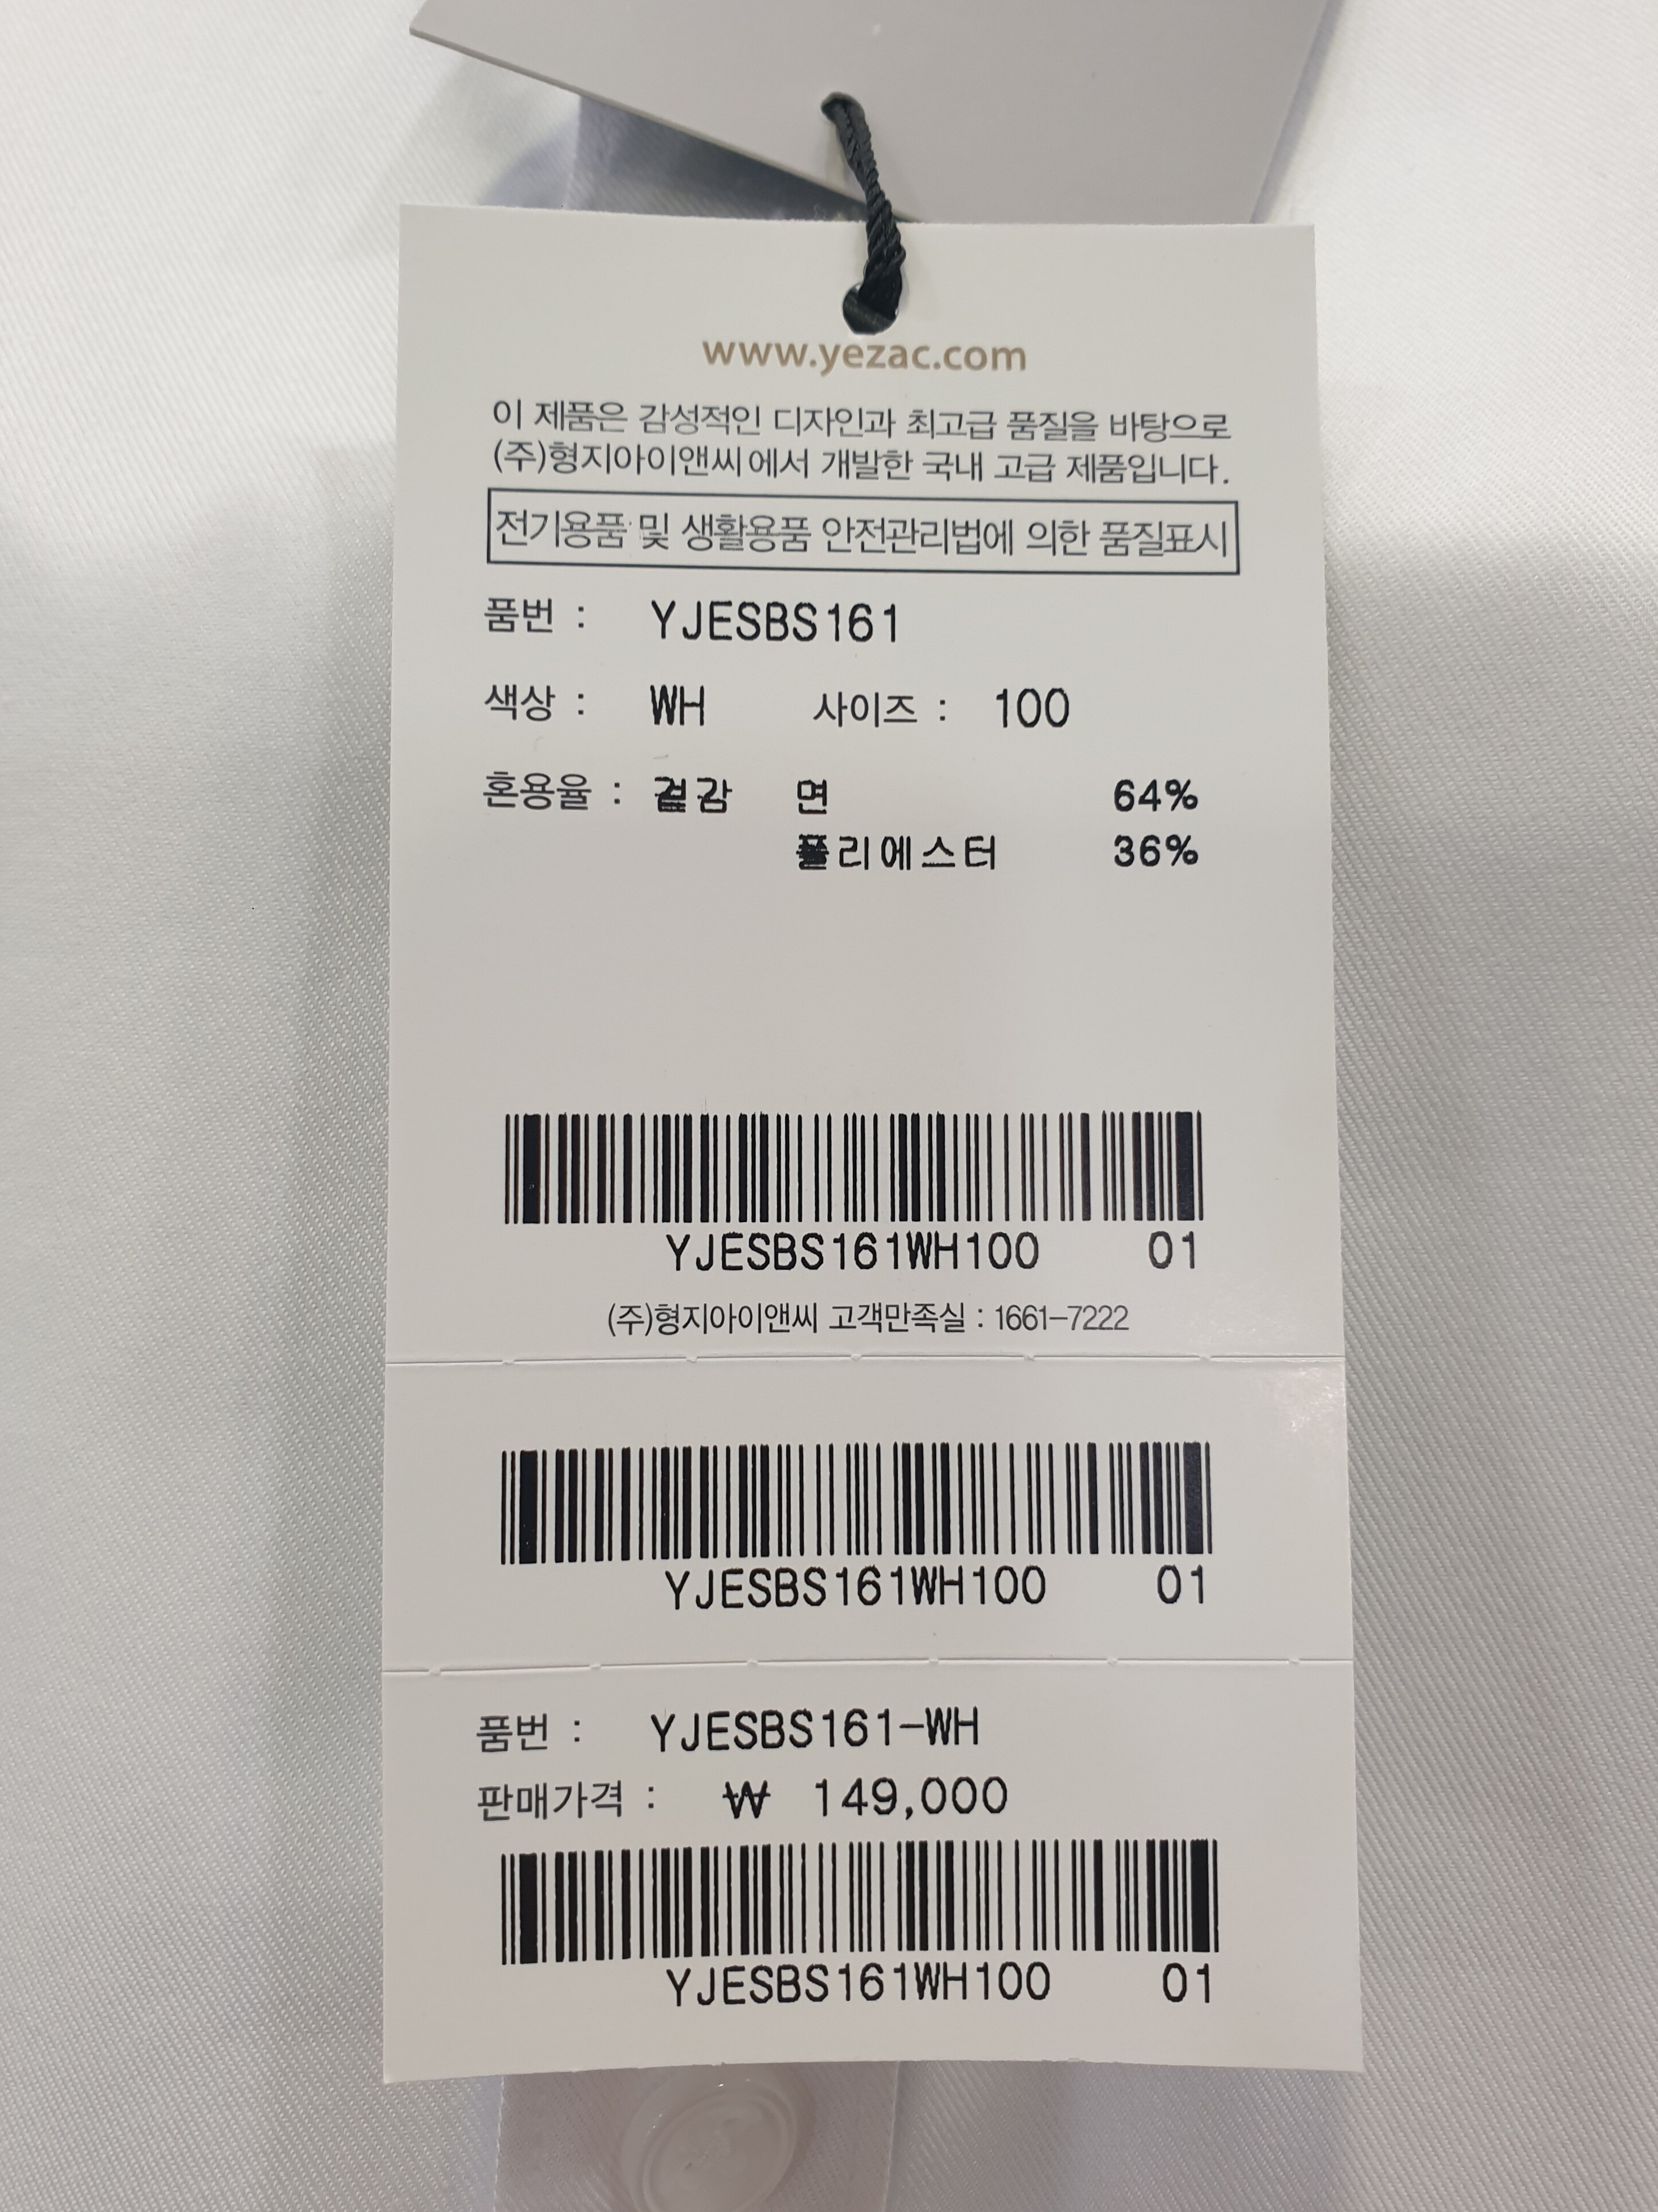 www.yezac.com
이 제품은 감성적인 디자인과 최고급 품질을 바탕으로
(주)형지아이앤씨에서 개발한 국내 고급 제품입니다.
전기용품 및 생활용품 안전관리법에 의한 품질표시
품번 : YJESBS161
색상 : WH 사이즈 : 100
혼용율 : 겉감 면 64%
폴리에스터 36%
YJESBS161WH100 01
(주)형지아이앤씨 고객만족실 : 1661-7222
YJESBS161WH100 01
품번 : YJESBS161-WH
판매가격 : ₩ 149,000
YJESBS161WH100 01